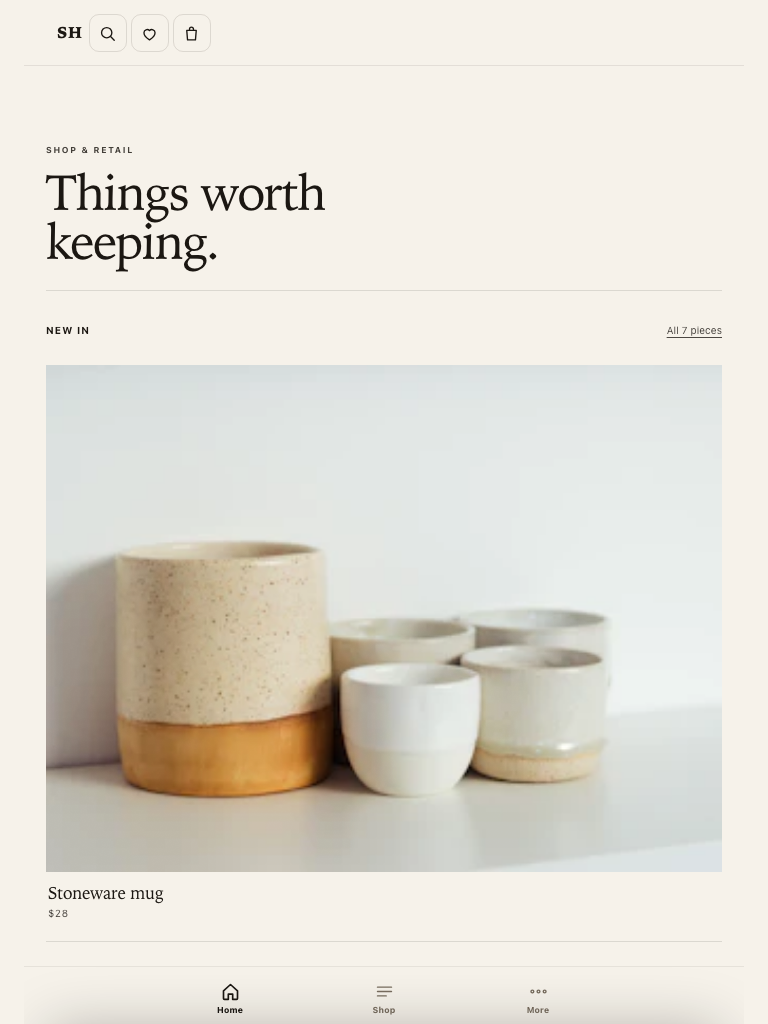 SH
SHOP & RETAIL
Things worth
keeping.
NEW IN
All 7 pieces
Stoneware mug
$28
Home
Shop
More